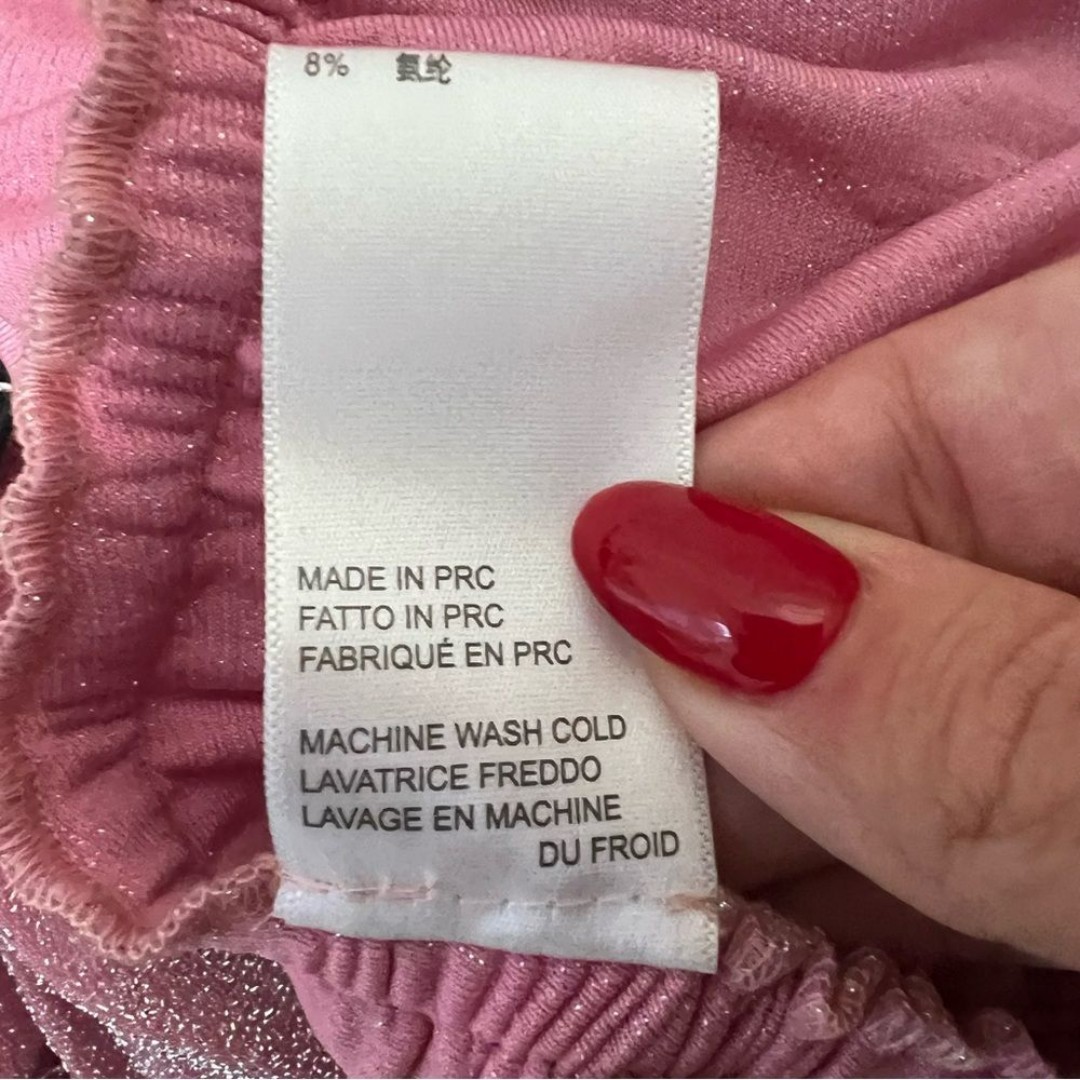 8% 氨纶
MADE IN PRC
FATTO IN PRC
FABRIQUÉ EN PRC
MACHINE WASH COLD
LAVATRICE FREDDO
LAVAGE EN MACHINE
DU FROID